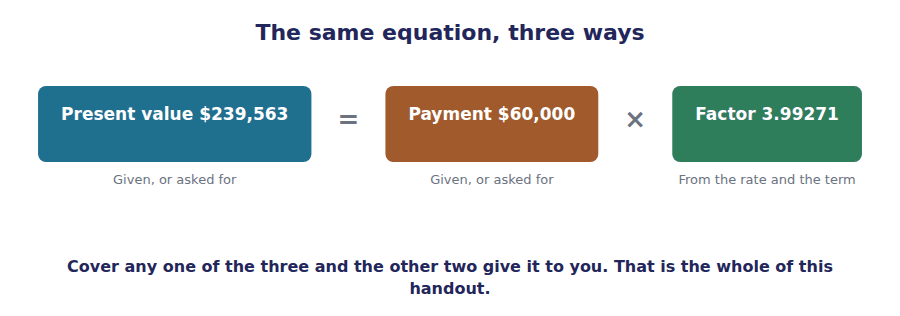 The same equation, three ways
Present value $239,563 = Payment $60,000 × Factor 3.99271
Given, or asked for Given, or asked for From the rate and the term
Cover any one of the three and the other two give it to you. That is the whole of this
handout.